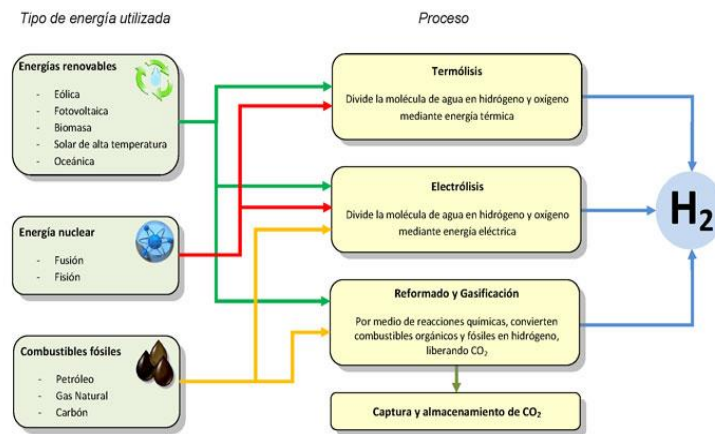 Tipo de energía utilizada
Proceso
Energías renovables
- Eólica
- Fotovoltaica
- Biomasa
- Solar de alta temperatura
- Oceánica
Energía nuclear
- Fusión
- Fisión
Combustibles fósiles
- Petróleo
- Gas Natural
- Carbón
Termólisis
Divide la molécula de agua en hidrógeno y oxígeno
mediante energía térmica
Electrólisis
Divide la molécula de agua en hidrógeno y oxígeno
mediante energía eléctrica
Reformado y Gasificación
Por medio de reacciones químicas, convierten
combustibles orgánicos y fósiles en hidrógeno,
liberando CO₂
Captura y almacenamiento de CO₂
H₂